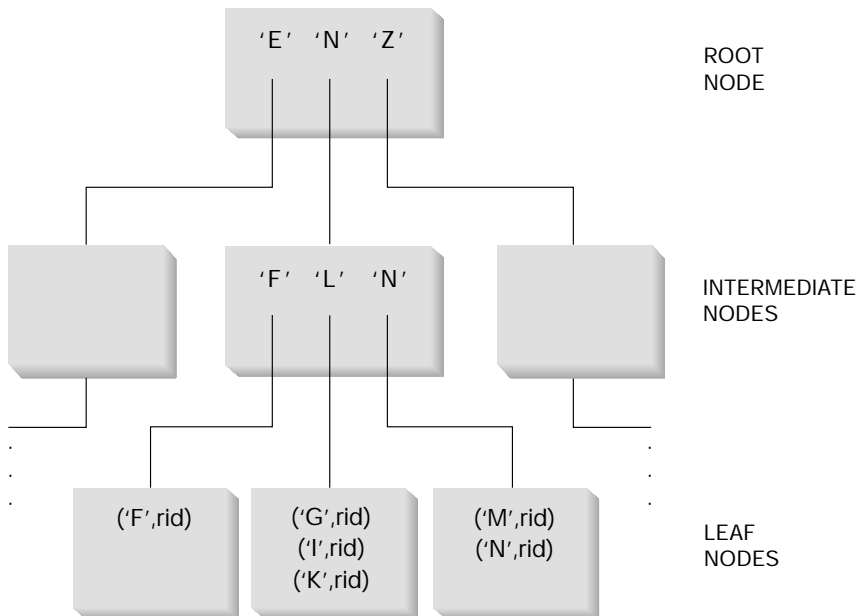 ‘E’ ‘N’ ‘Z’
ROOT
NODE
‘F’ ‘L’ ‘N’
INTERMEDIATE
NODES
(‘F’,rid)
(‘G’,rid)
(‘I’,rid)
(‘K’,rid)
(‘M’,rid)
(‘N’,rid)
LEAF
NODES